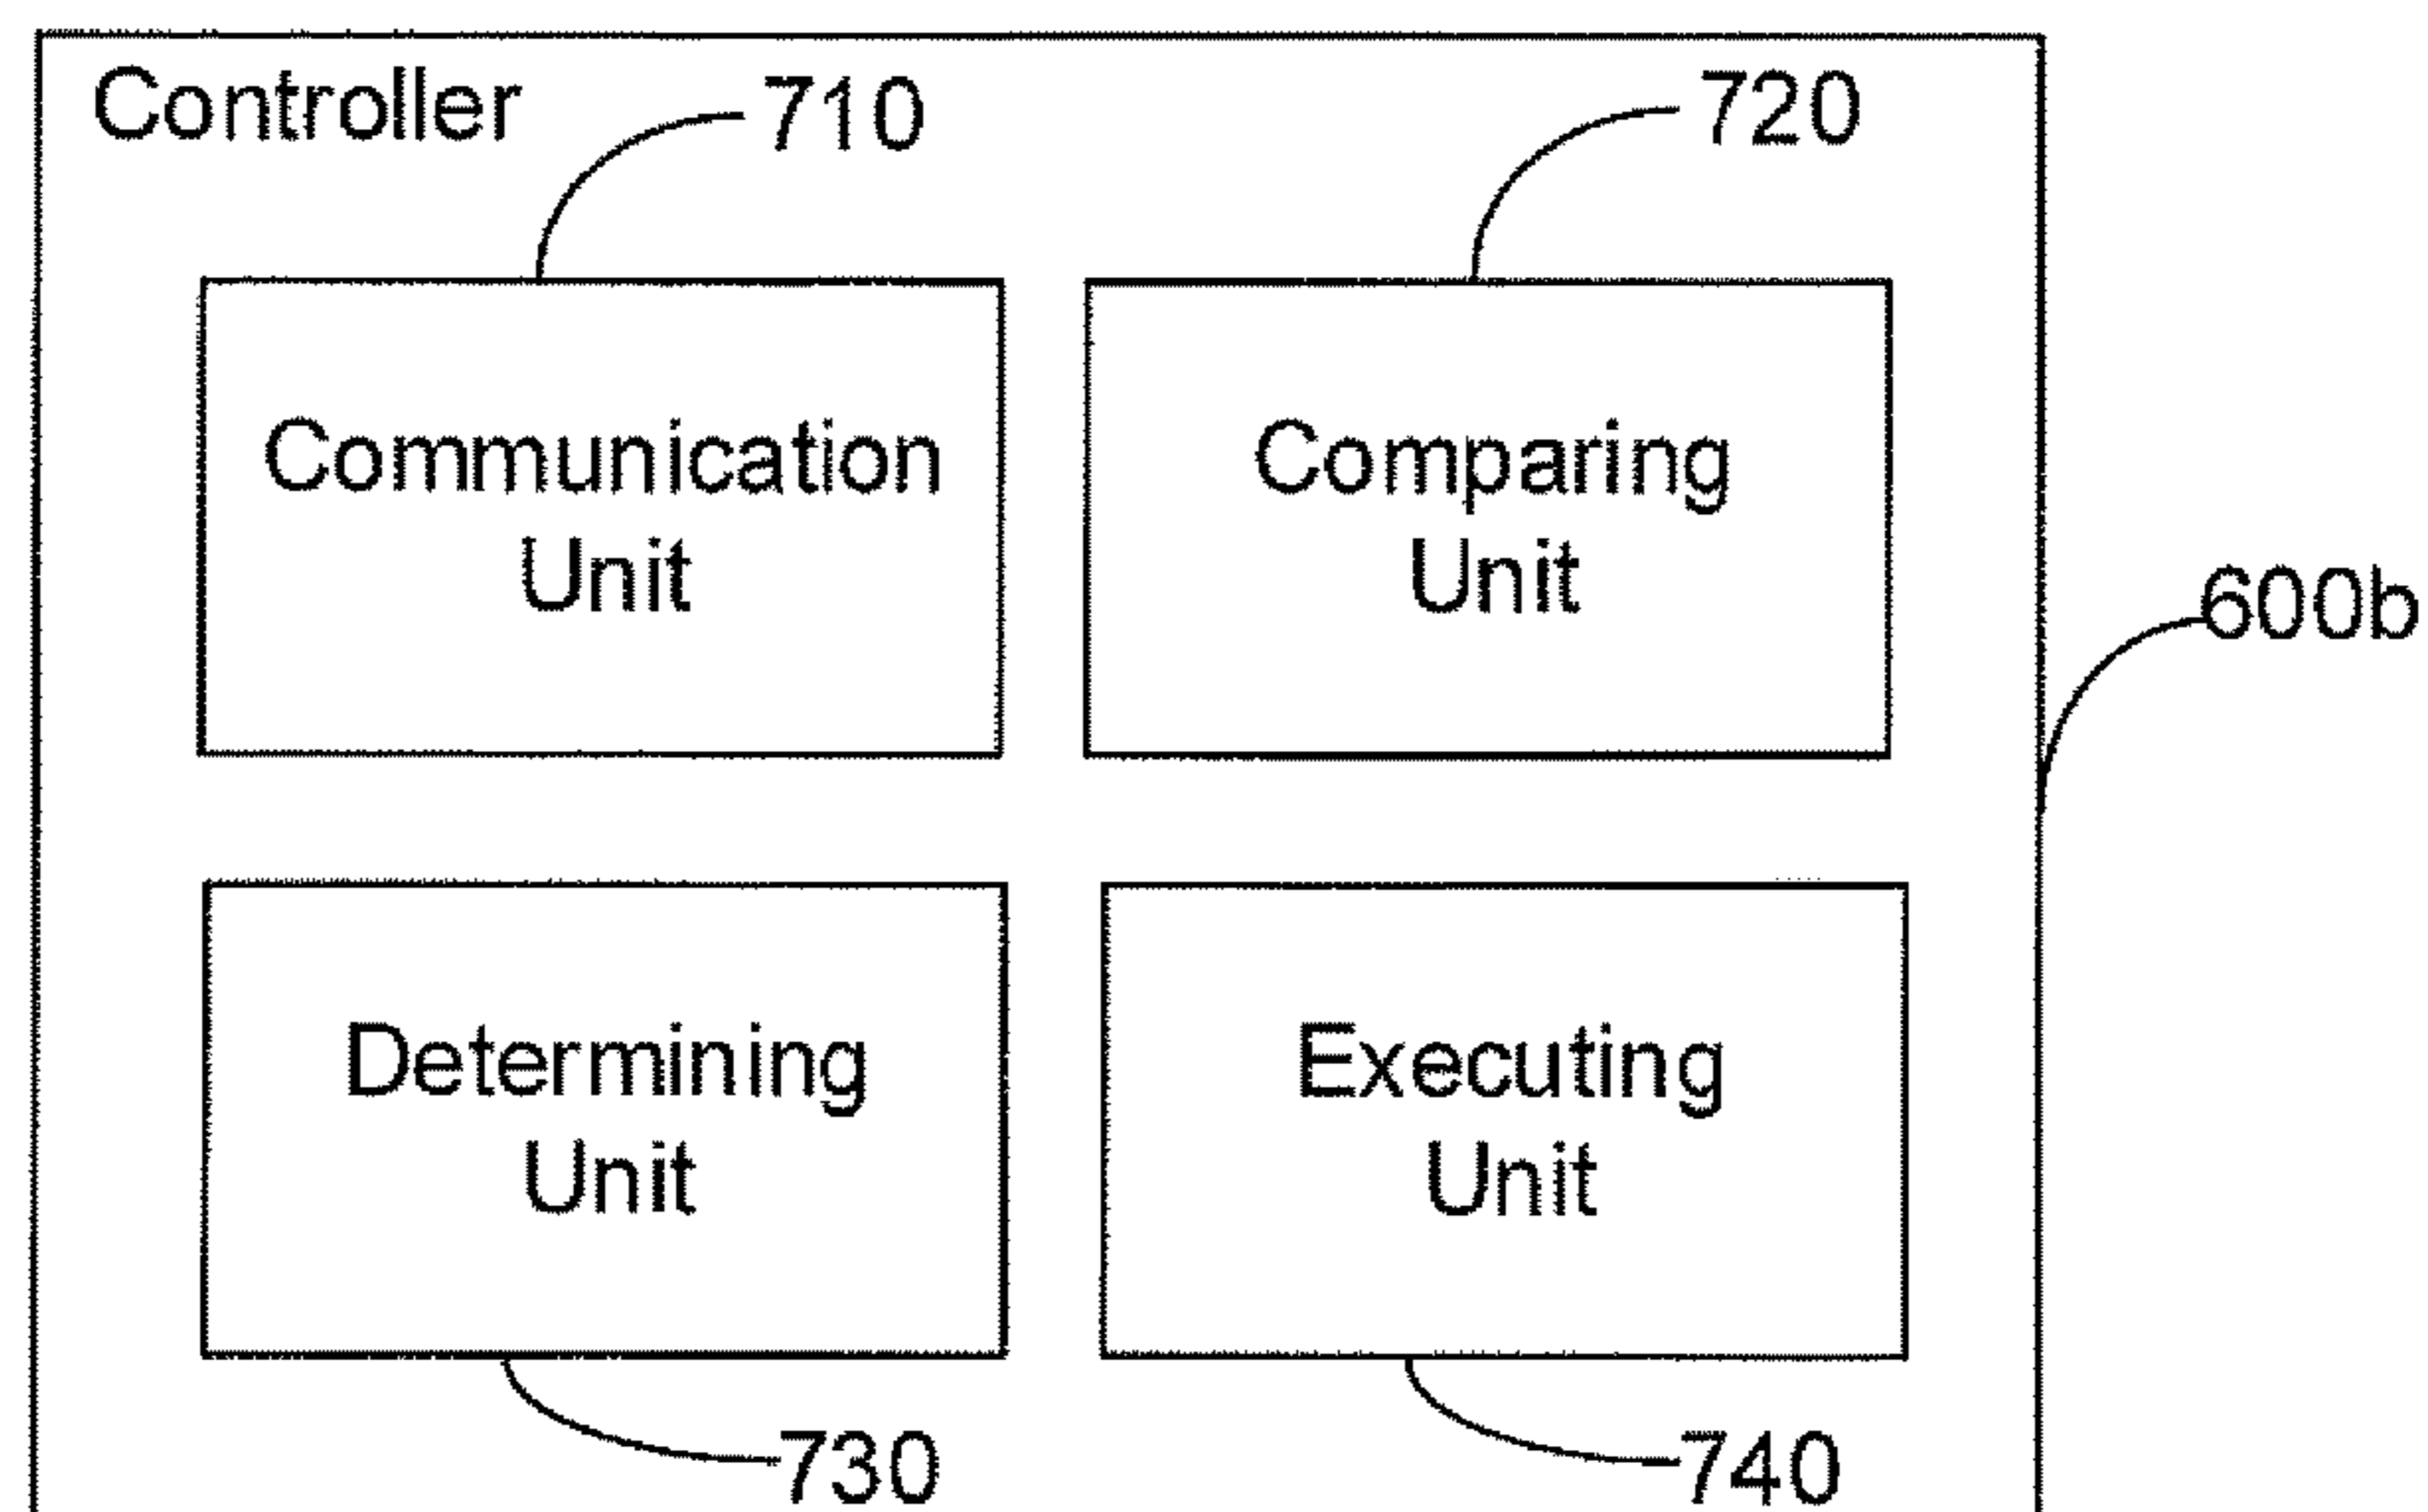 Controller
710
720
Communication
Unit
Comparing
Unit
600b
Determining
Unit
Executing
Unit
730
740